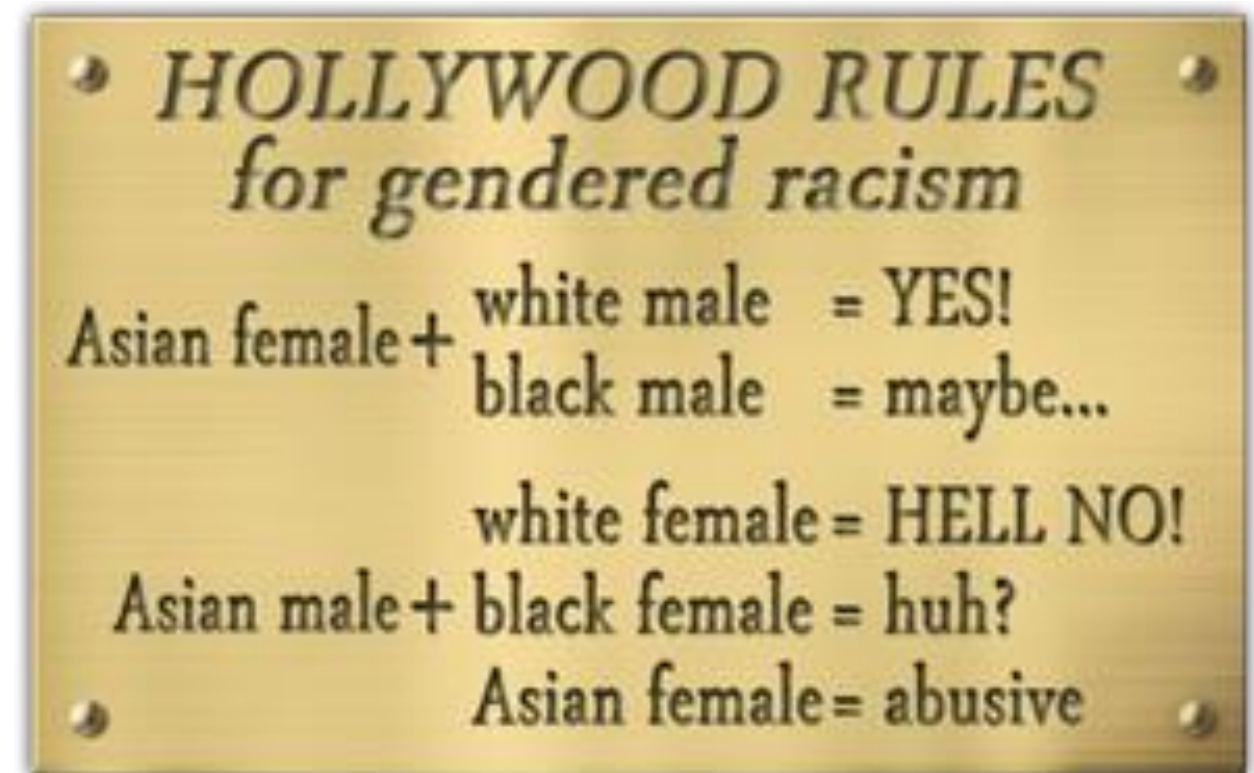 HOLLYWOOD RULES
for gendered racism
Asian female + white male = YES!
black male = maybe...
white female = HELL NO!
Asian male + black female = huh?
Asian female = abusive